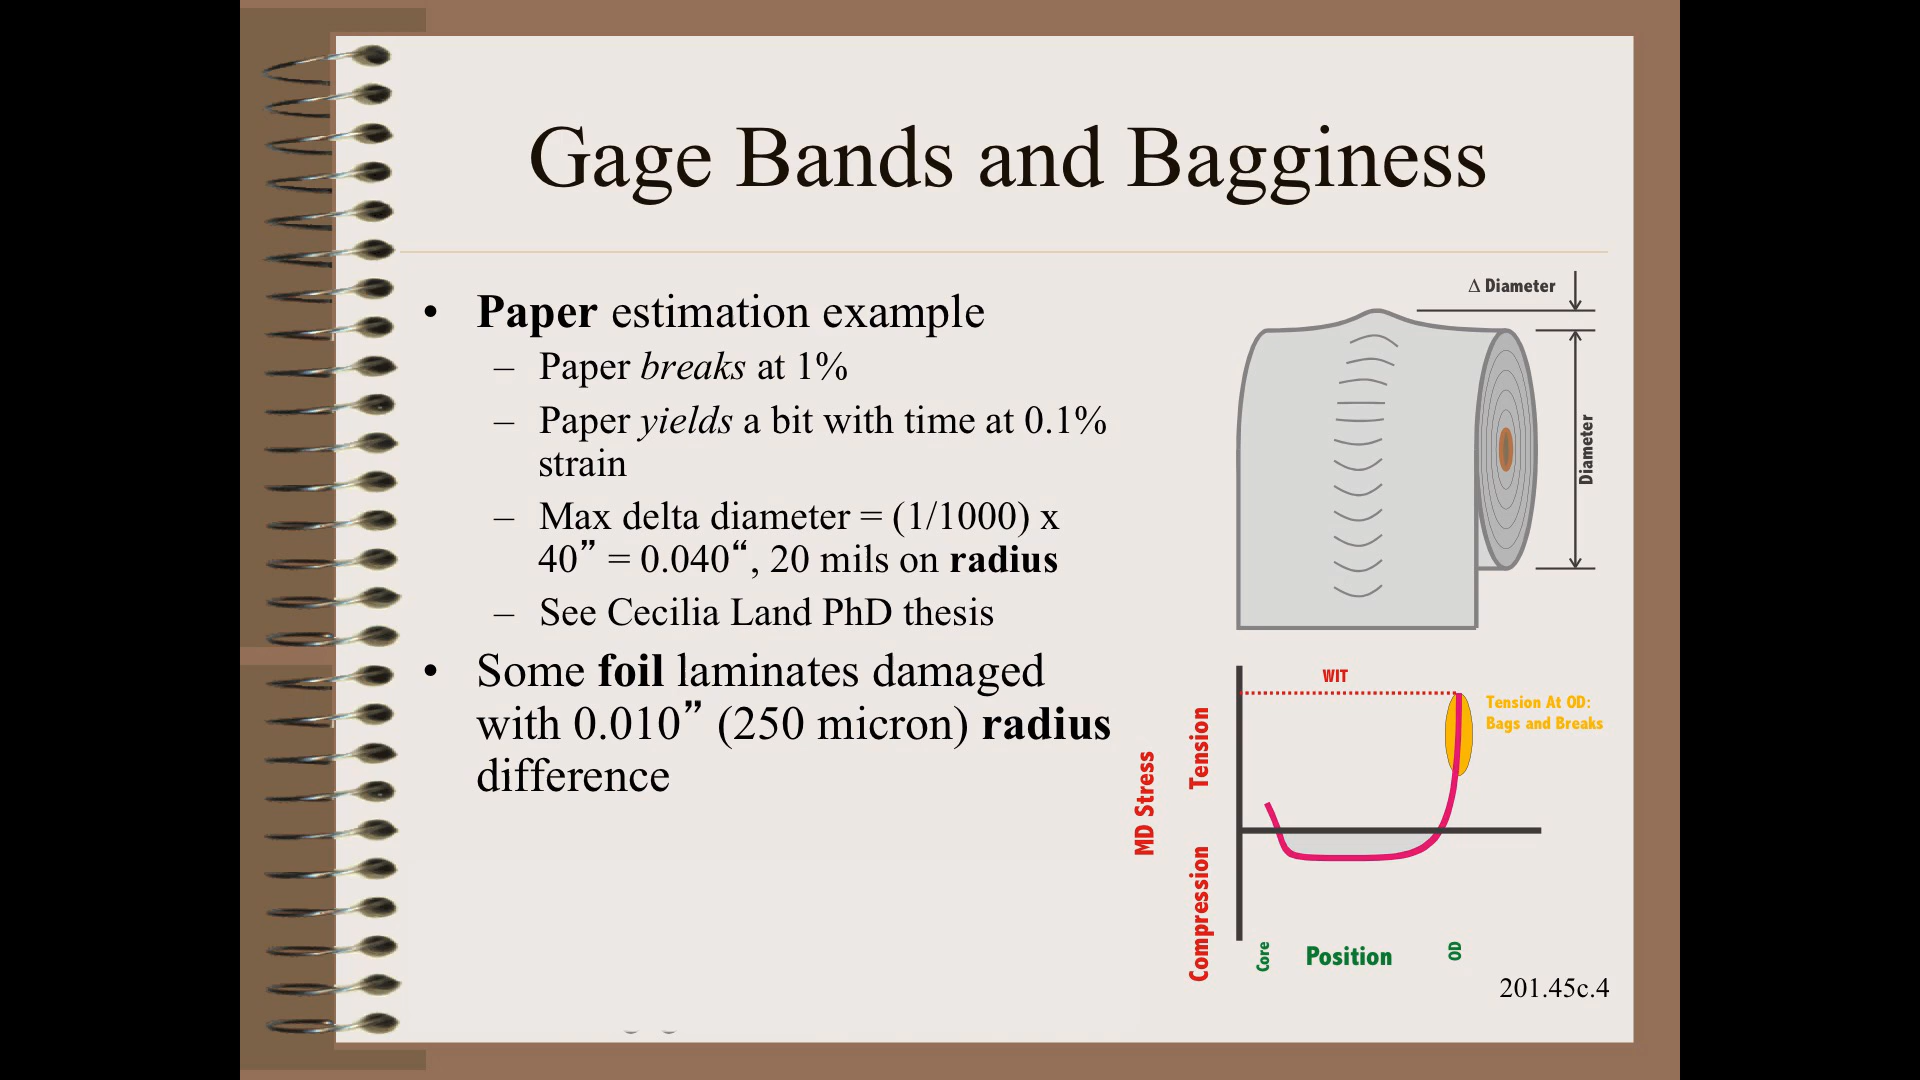 Gage Bands and Bagginess
• Paper estimation example
– Paper breaks at 1%
– Paper yields a bit with time at 0.1%
strain
– Max delta diameter = (1/1000) x
40” = 0.040“, 20 mils on radius
– See Cecilia Land PhD thesis
• Some foil laminates damaged
with 0.010” (250 micron) radius
difference
Δ Diameter
Diameter
WIT
Tension At OD:
Bags and Breaks
MD Stress
Tension
Compression
Core
Position
OD
201.45c.4